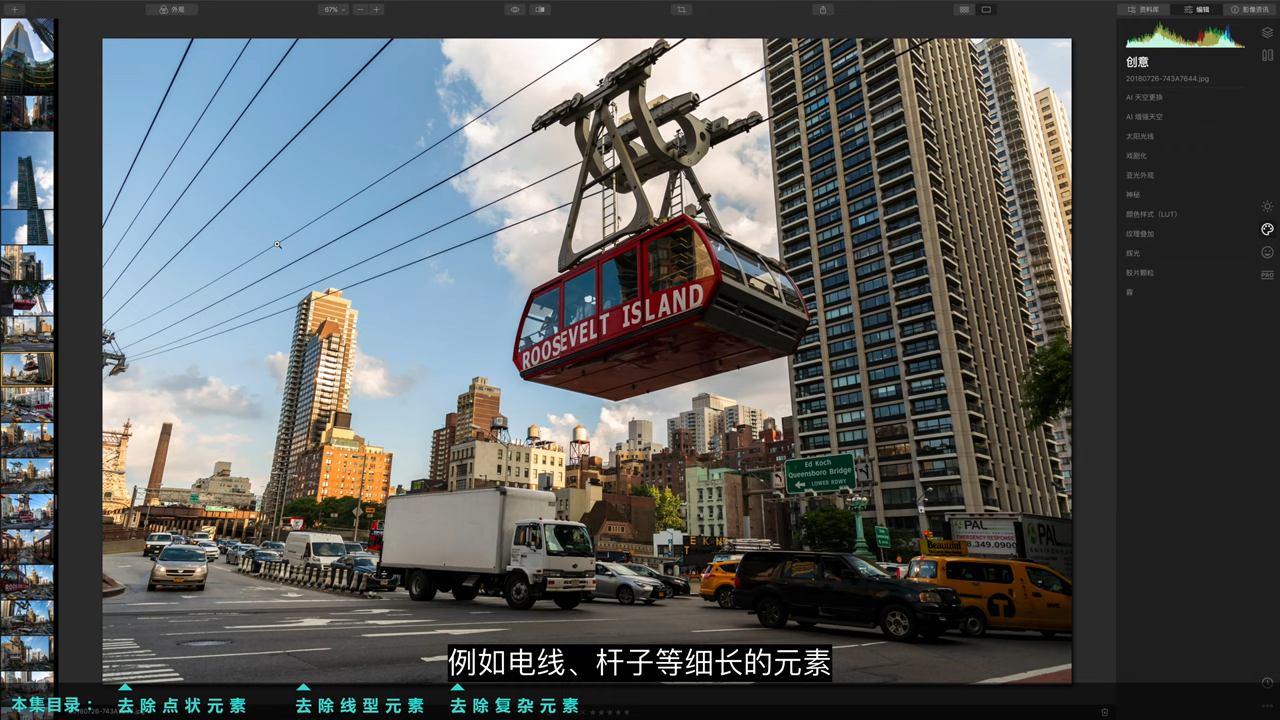 外观
67%
资料库
编辑
影像资讯
创意
20180726-743A7644.jpg
AI 天空更换
AI 增强天空
太阳光线
戏剧化
亚光外观
神秘
颜色样式（LUT）
纹理叠加
辉光
胶片颗粒
雾
PRO
ROOSEVELT ISLAND
Ed Koch
Queensboro Bridge
LOWER RDWY
PAL
EMERGENCY RESPONSE
PAL
Beautiful
T
例如电线、杆子等细长的元素
本集目录：
去除点状元素
去除线型元素
去除复杂元素